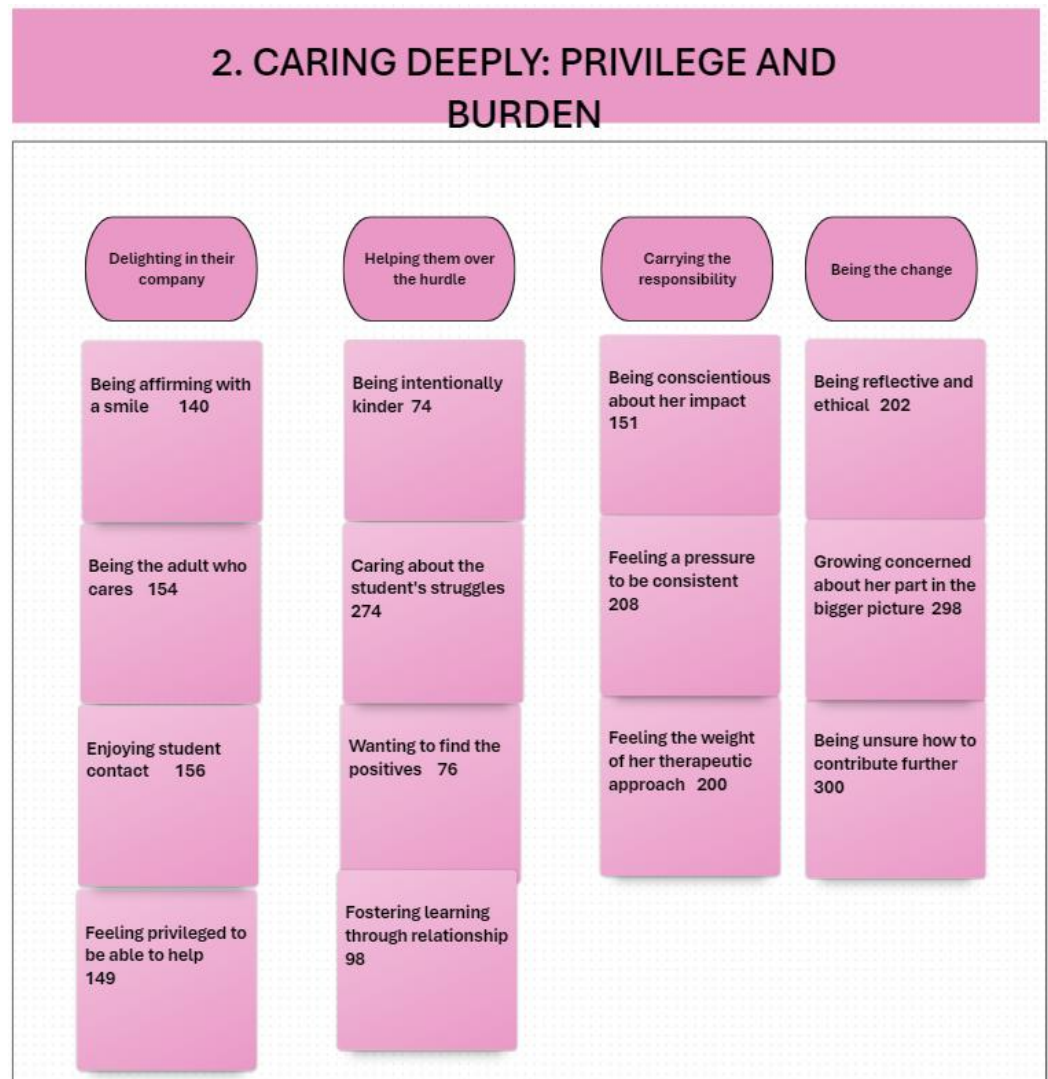 2. CARING DEEPLY: PRIVILEGE AND
BURDEN
Delighting in their
company
Being affirming with
a smile 140
Being the adult who
cares 154
Enjoying student
contact 156
Feeling privileged to
be able to help
149
Helping them over
the hurdle
Being intentionally
kinder 74
Caring about the
student's struggles
274
Wanting to find the
positives 76
Fostering learning
through relationship
98
Carrying the
responsibility
Being conscientious
about her impact
151
Feeling a pressure
to be consistent
208
Feeling the weight
of her therapeutic
approach 200
Being the change
Being reflective and
ethical 202
Growing concerned
about her part in the
bigger picture 298
Being unsure how to
contribute further
300